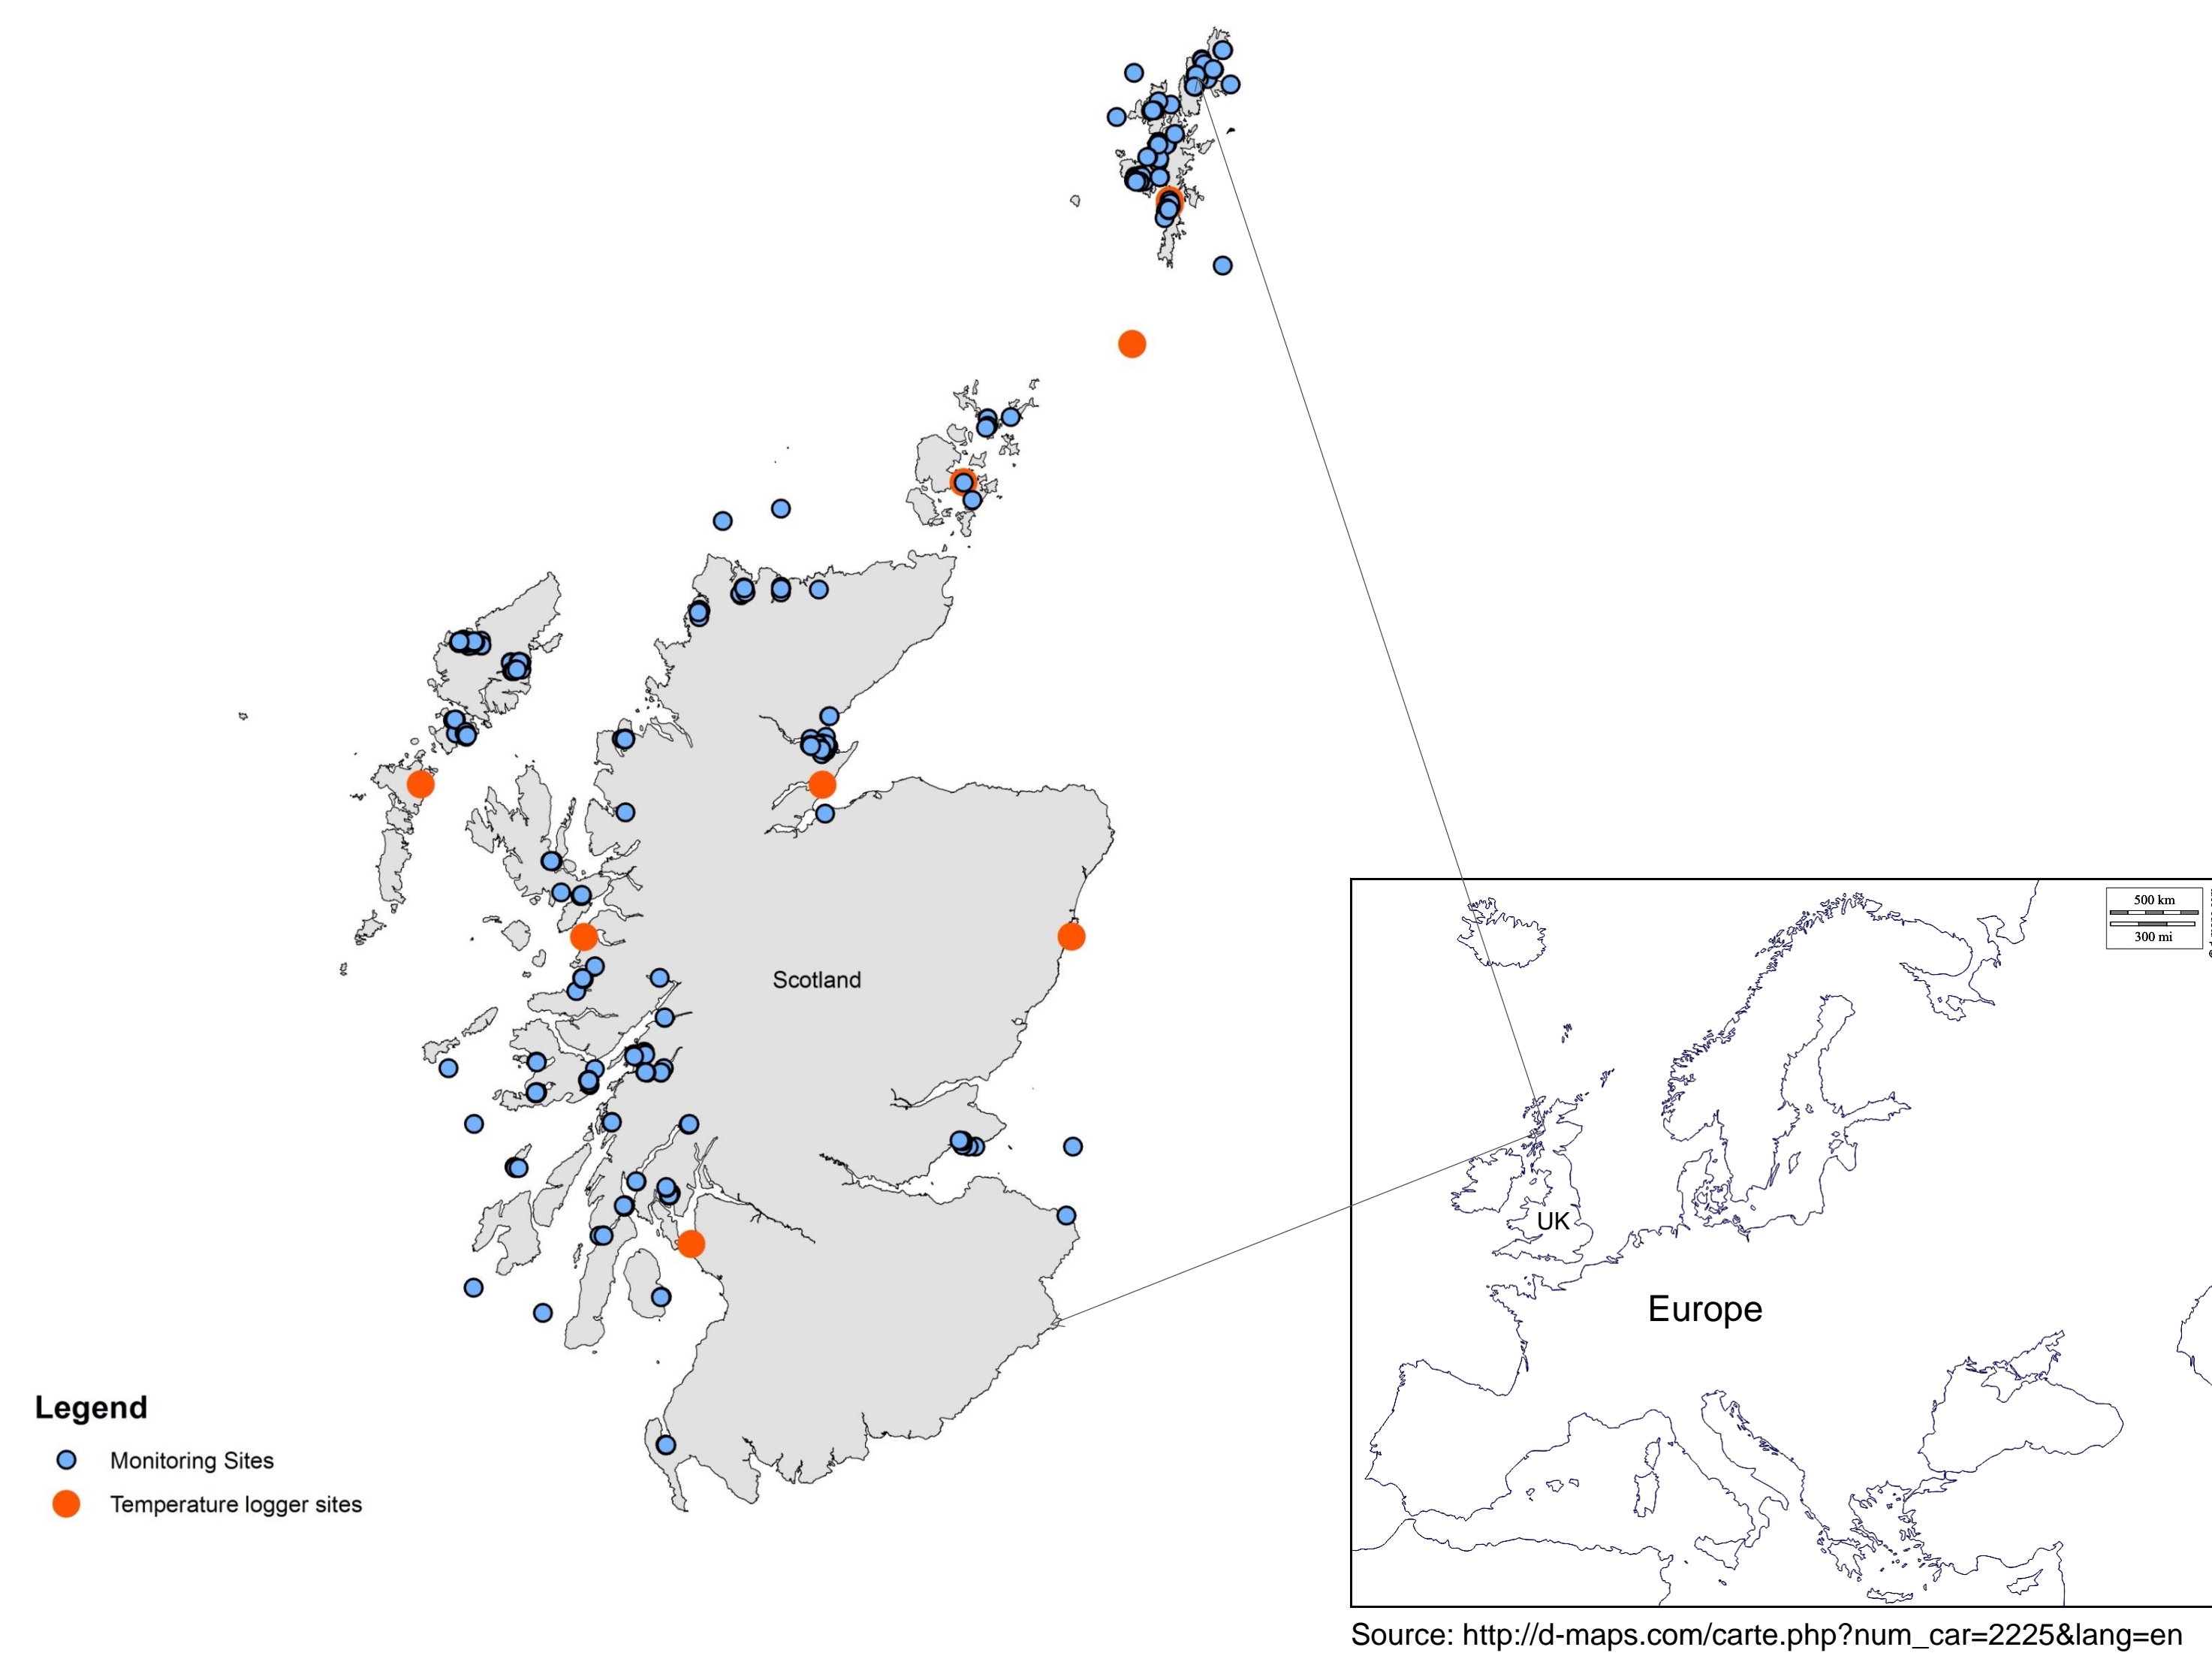 Scotland
500 km
300 mi
UK
Europe
Legend
Monitoring Sites
Temperature logger sites
Source: http://d-maps.com/carte.php?num_car=2225&lang=en